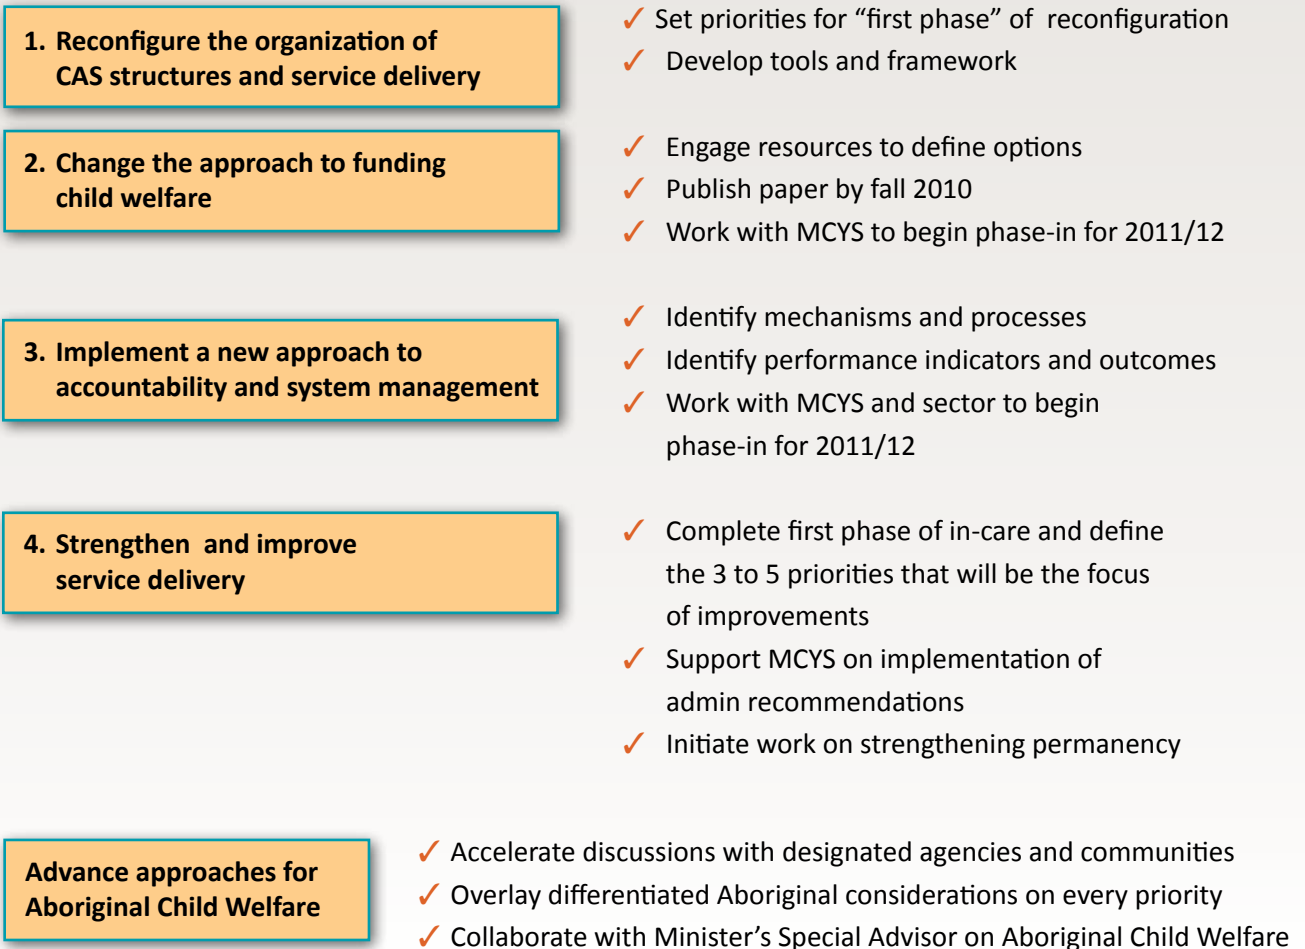 1. Reconfigure the organization of
CAS structures and service delivery
✓ Set priorities for “first phase” of reconfiguration
✓ Develop tools and framework
2. Change the approach to funding
child welfare
✓ Engage resources to define options
✓ Publish paper by fall 2010
✓ Work with MCYS to begin phase-in for 2011/12
3. Implement a new approach to
accountability and system management
✓ Identify mechanisms and processes
✓ Identify performance indicators and outcomes
✓ Work with MCYS and sector to begin
phase-in for 2011/12
4. Strengthen and improve
service delivery
✓ Complete first phase of in-care and define
the 3 to 5 priorities that will be the focus
of improvements
✓ Support MCYS on implementation of
admin recommendations
✓ Initiate work on strengthening permanency
Advance approaches for
Aboriginal Child Welfare
✓ Accelerate discussions with designated agencies and communities
✓ Overlay differentiated Aboriginal considerations on every priority
✓ Collaborate with Minister’s Special Advisor on Aboriginal Child Welfare